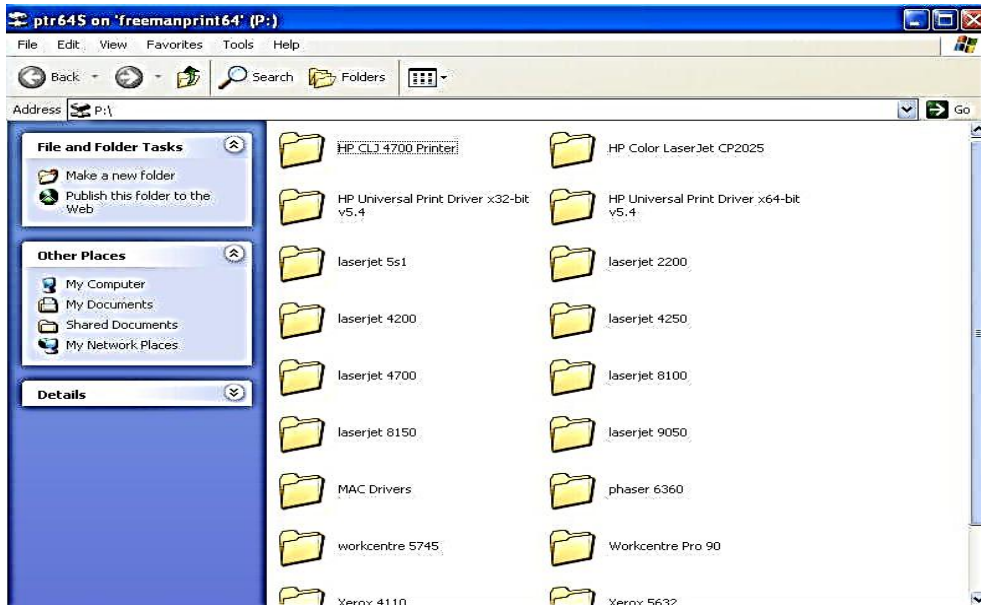 ptr64$ on 'freemanprint64' (P:)
File Edit View Favorites Tools Help
Back Search Folders
Address P:\ Go
File and Folder Tasks
Make a new folder
Publish this folder to the
Web
Other Places
My Computer
My Documents
Shared Documents
My Network Places
Details
HP CLJ 4700 Printer HP Color LaserJet CP2025
HP Universal Print Driver x32-bit
v5.4
HP Universal Print Driver x64-bit
v5.4
laserjet 5s1 laserjet 2200
laserjet 4200 laserjet 4250
laserjet 4700 laserjet 8100
laserjet 8150 laserjet 9050
MAC Drivers phaser 6360
workcentre 5745 Workcentre Pro 90
Xerox 4110 Xerox 5632